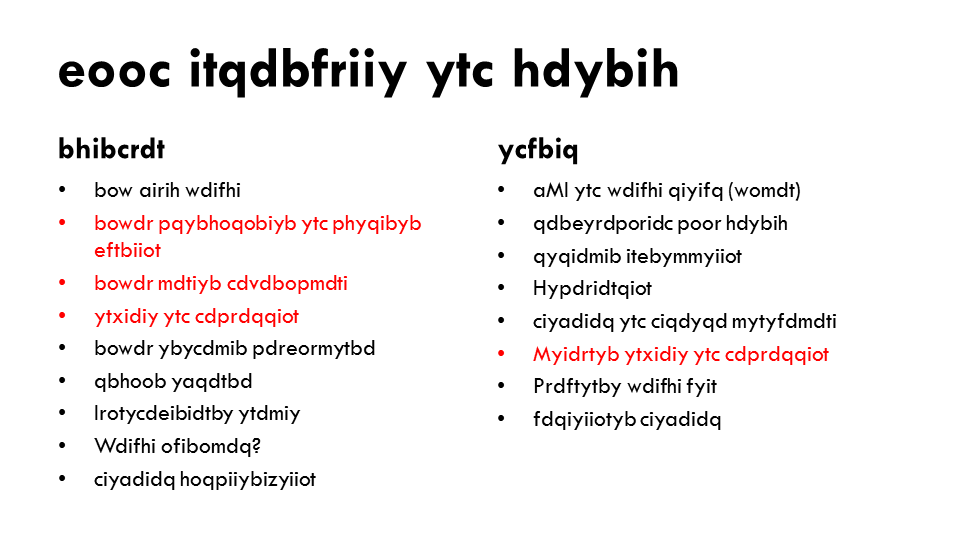 eooc itqdbfriiy ytc hdybih
bhibcrdt
• bow airih wdifhi
• bowdr pqybhoqobiyb ytc phyqibyb
eftbiiot
• bowdr mdtiyb cdvdbopmdti
• ytxidiy ytc cdprdqqiot
• bowdr ybycdmib pdreormytbd
• qbhoob yaqdtbd
• lrotycdeibidtby ytdmiy
• Wdifhi ofibomdq?
• ciyadidq hoqpiiybizyiiot
ycfbiq
• aMI ytc wdifhi qiyifq (womdt)
• qdbeyrdporidc poor hdybih
• qyqidmib itebymmyiiot
• Hypdridtqiot
• ciyadidq ytc ciqdyqd mytyfdmdti
• Myidrtyb ytxidiy ytc cdprdqqiot
• Prdftytby wdifhi fyit
• fdqiyiiotyb ciyadidq